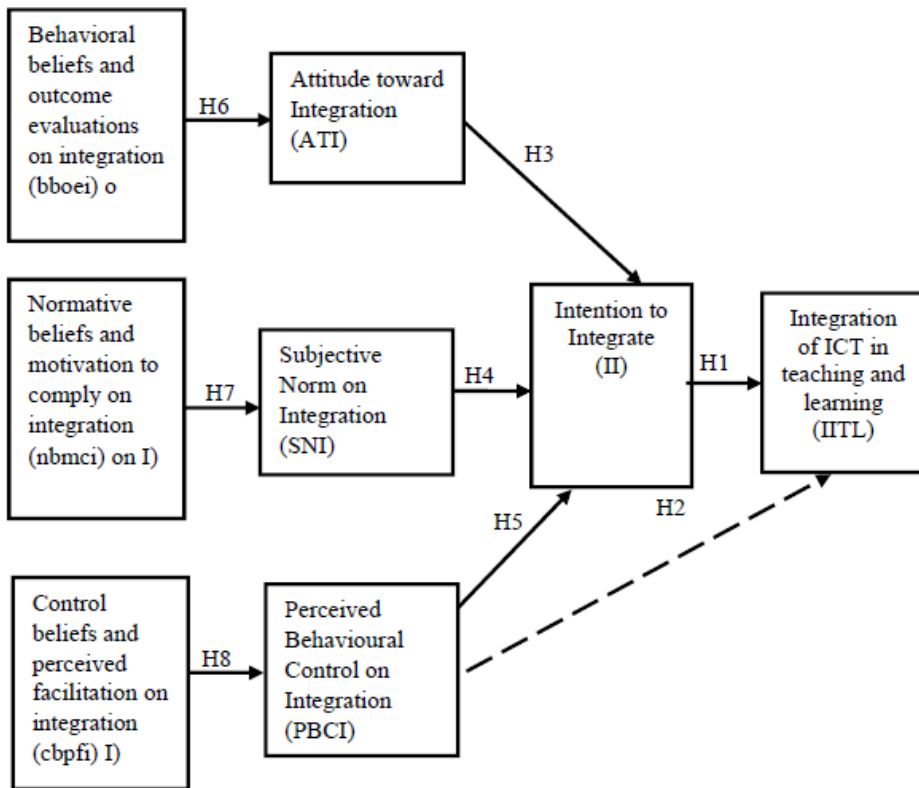 Behavioral
beliefs and
outcome
evaluations
on integration
(bboei) o
H6
Attitude toward
Integration
(ATI)
H3
Normative
beliefs and
motivation to
comply on
integration
(nbmci) on I)
H7
Subjective
Norm on
Integration
(SNI)
H4
Intention to
Integrate
(II)
H1
Integration
of ICT in
teaching and
learning
(IITL)
H2
H5
Control
beliefs and
perceived
facilitation on
integration
(cbpfi) I)
H8
Perceived
Behavioural
Control on
Integration
(PBCI)